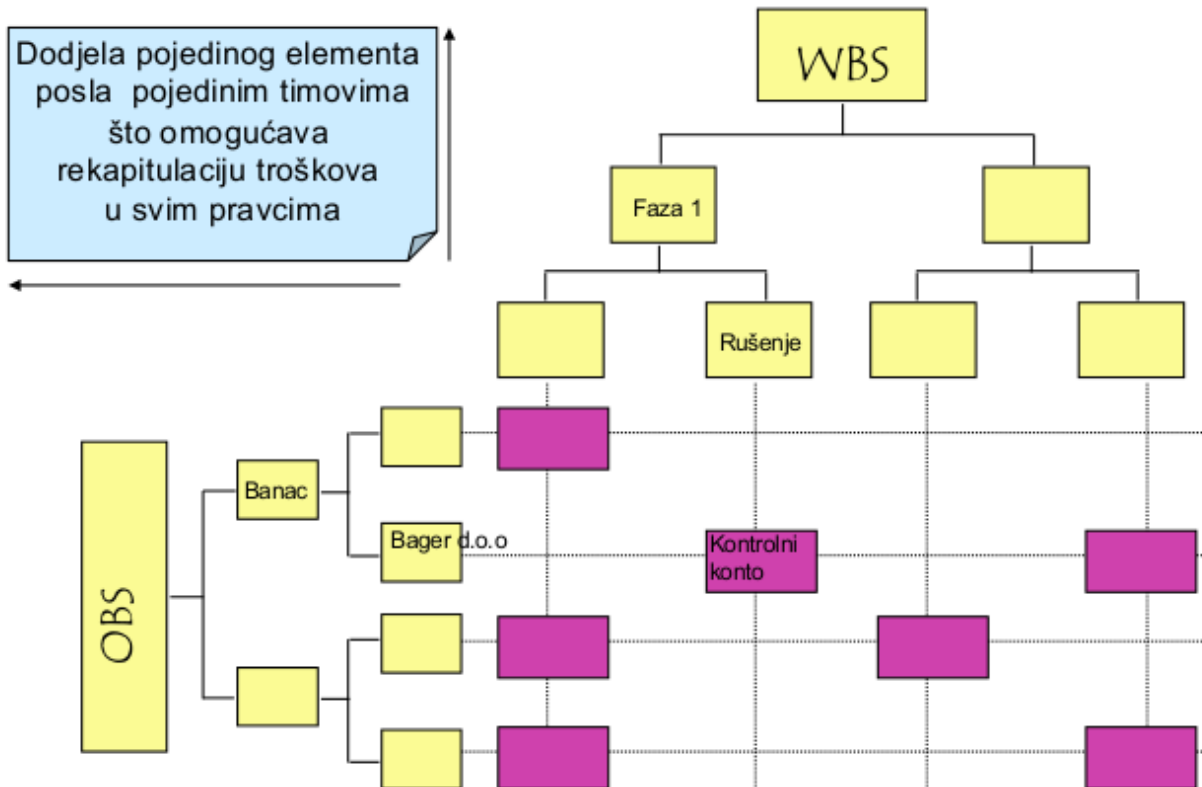 Dodjela pojedinog elementa
posla pojedinim timovima
što omogućava
rekapitulaciju troškova
u svim pravcima
WBS
Faza 1
Rušenje
Banac
Bager d.o.o
Kontrolni
konto
OBS